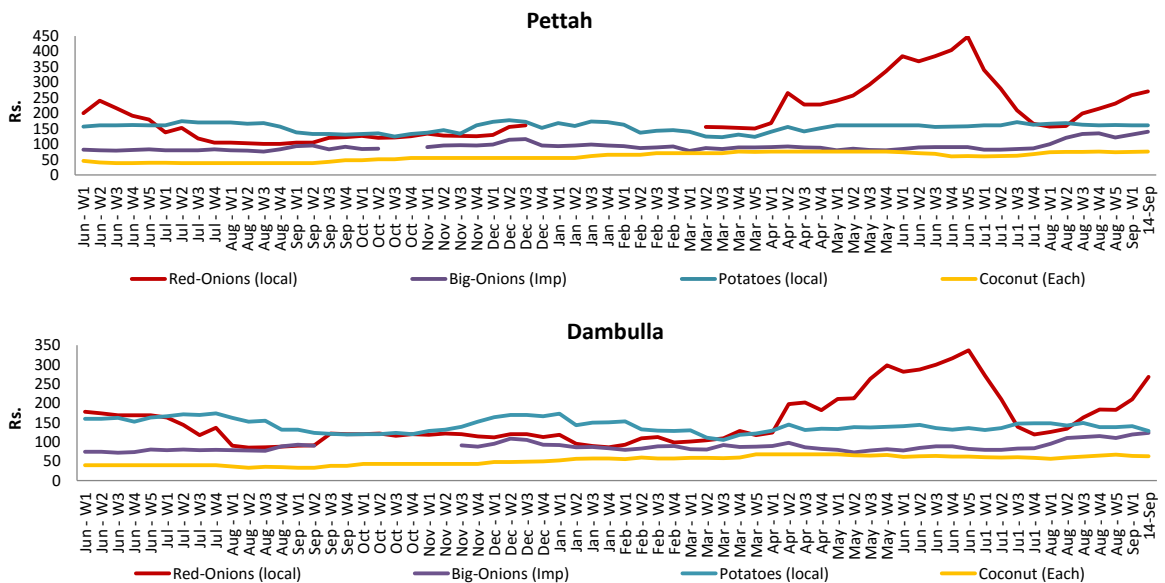 Pettah
Rs.
450
400
350
300
250
200
150
100
50
0
Jun - W1
Jun - W2
Jun - W3
Jun - W4
Jun - W5
Jul - W1
Jul - W2
Jul - W3
Jul - W4
Aug - W1
Aug - W2
Aug - W3
Aug - W4
Sep - W1
Sep - W2
Sep - W3
Sep - W4
Oct - W1
Oct - W2
Oct - W3
Oct - W4
Nov - W1
Nov - W2
Nov - W3
Nov - W4
Dec - W1
Dec - W2
Dec - W3
Dec - W4
Jan - W1
Jan - W2
Jan - W3
Jan - W4
Feb - W1
Feb - W2
Feb - W3
Feb - W4
Mar - W1
Mar - W2
Mar - W3
Mar - W4
Mar - W5
Apr - W1
Apr - W2
Apr - W3
Apr - W4
May - W1
May - W2
May - W3
May - W4
Jun - W1
Jun - W2
Jun - W3
Jun - W4
Jun - W5
Ju1 - W1
Ju1 - W2
Ju1 - W3
Ju1 - W4
Aug - W1
Aug - W2
Aug - W3
Aug - W4
Aug - W5
Sep - W1
14-Sep
Red-Onions (local)
Big-Onions (Imp)
Potatoes (local)
Coconut (Each)
Dambulla
Rs.
350
300
250
200
150
100
50
0
Jun - W1
Jun - W2
Jun - W3
Jun - W4
Jun - W5
Jul - W1
Jul - W2
Jul - W3
Jul - W4
Aug - W1
Aug - W2
Aug - W3
Aug - W4
Sep - W1
Sep - W2
Sep - W3
Sep - W4
Oct - W1
Oct - W2
Oct - W3
Oct - W4
Nov - W1
Nov - W2
Nov - W3
Nov - W4
Dec - W1
Dec - W2
Dec - W3
Dec - W4
Jan - W1
Jan - W2
Jan - W3
Jan - W4
Feb - W1
Feb - W2
Feb - W3
Feb - W4
Mar - W1
Mar - W2
Mar - W3
Mar - W4
Mar - W5
Apr - W1
Apr - W2
Apr - W3
Apr - W4
May - W1
May - W2
May - W3
May - W4
Jun - W1
Jun - W2
Jun - W3
Jun - W4
Jun - W5
Ju1 - W1
Ju1 - W2
Ju1 - W3
Ju1 - W4
Aug - W1
Aug - W2
Aug - W3
Aug - W4
Aug - W5
Sep - W1
14-Sep
Red-Onions (local)
Big-Onions (Imp)
Potatoes (local)
Coconut (Each)